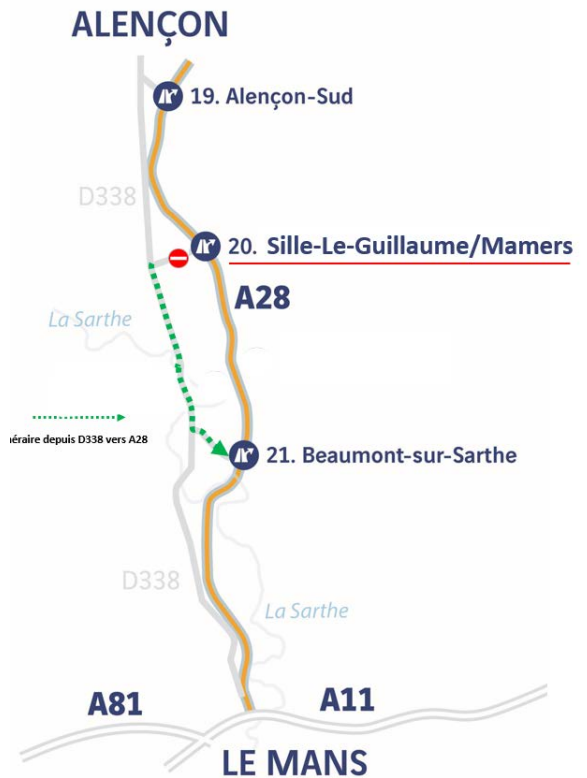 ALENÇON
19. Alençon-Sud
D338
20. Sille-Le-Guillaume/Mamers
A28
La Sarthe
néraire depuis D338 vers A28
21. Beaumont-sur-Sarthe
D338
La Sarthe
A81
A11
LE MANS